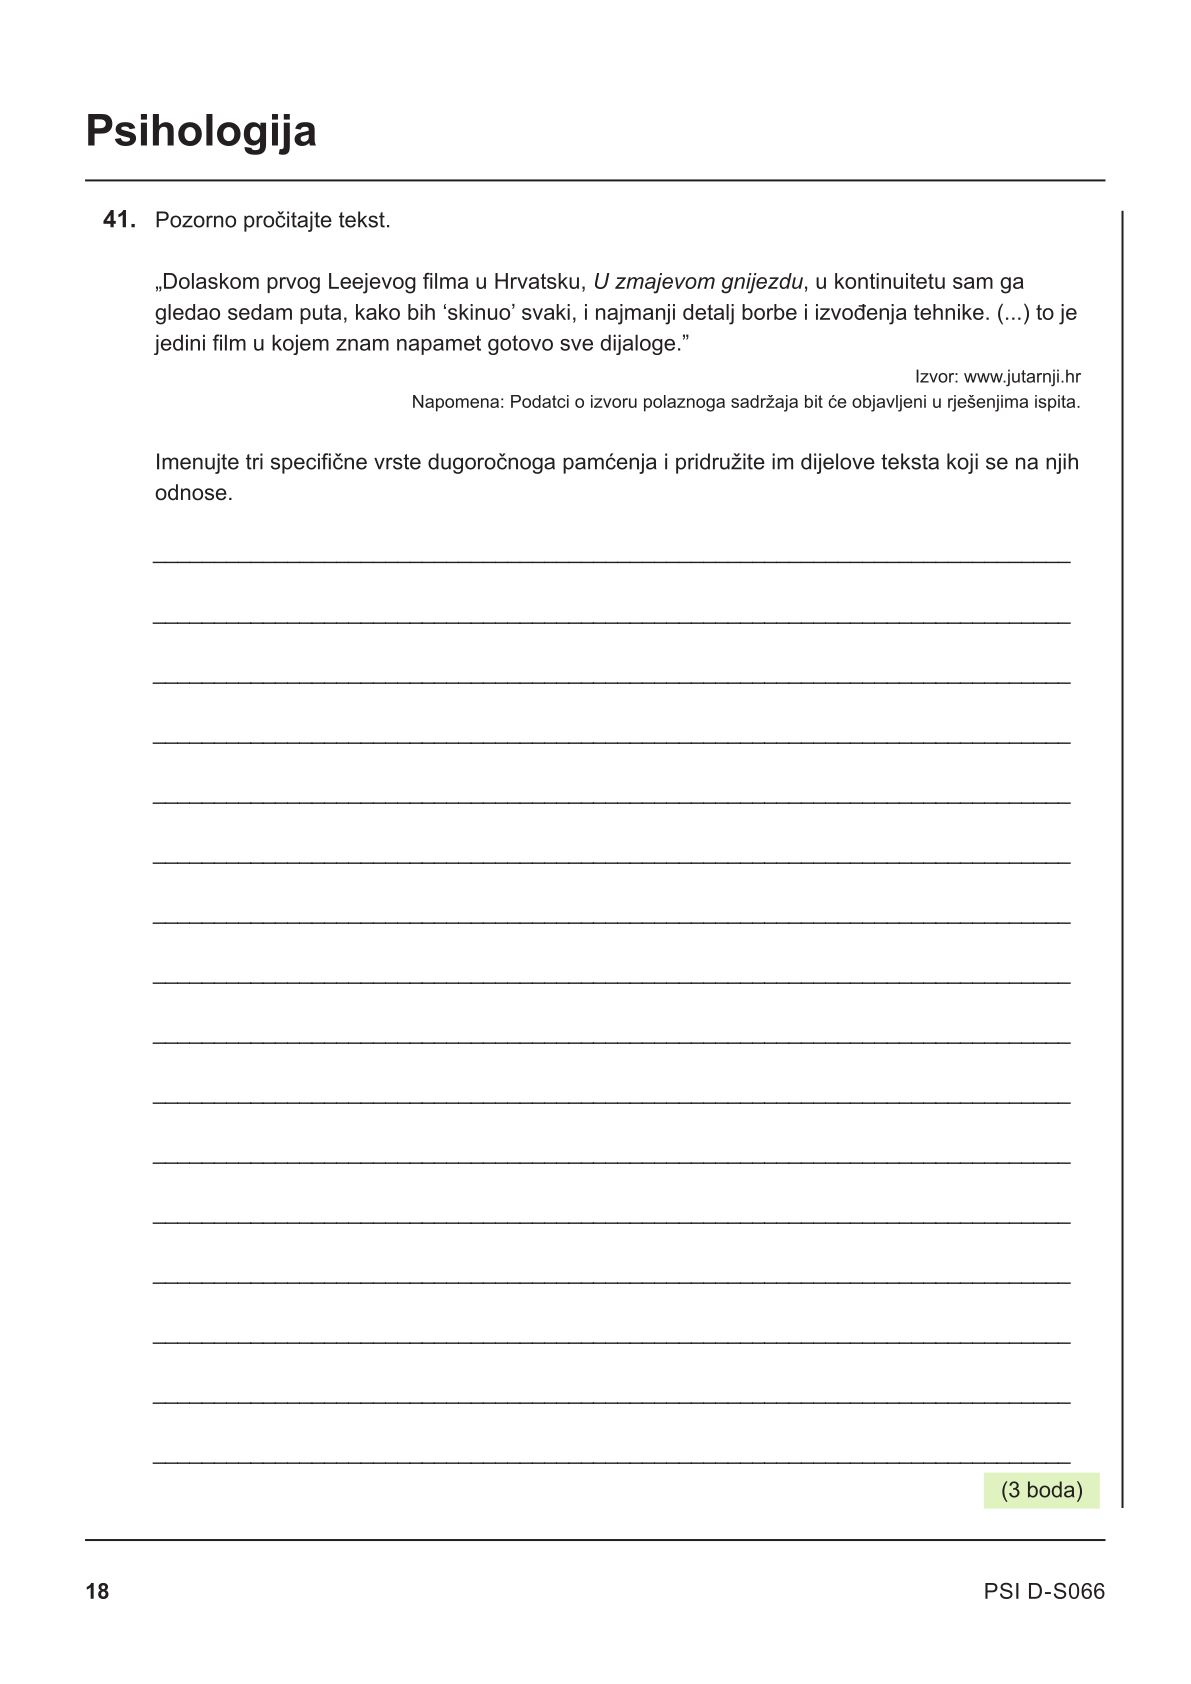 Psihologija
41. Pozorno pročitajte tekst.
„Dolaskom prvog Leejevog filma u Hrvatsku, U zmajevom gnijezdu, u kontinuitetu sam ga
gledao sedam puta, kako bih ‘skinuo’ svaki, i najmanji detalj borbe i izvođenja tehnike. (...) to je
jedini film u kojem znam napamet gotovo sve dijaloge.”
Izvor: www.jutarnji.hr
Napomena: Podatci o izvoru polaznoga sadržaja bit će objavljeni u rješenjima ispita.
Imenujte tri specifične vrste dugoročnoga pamćenja i pridružite im dijelove teksta koji se na njih
odnose.
(3 boda)
18
PSI D-S066